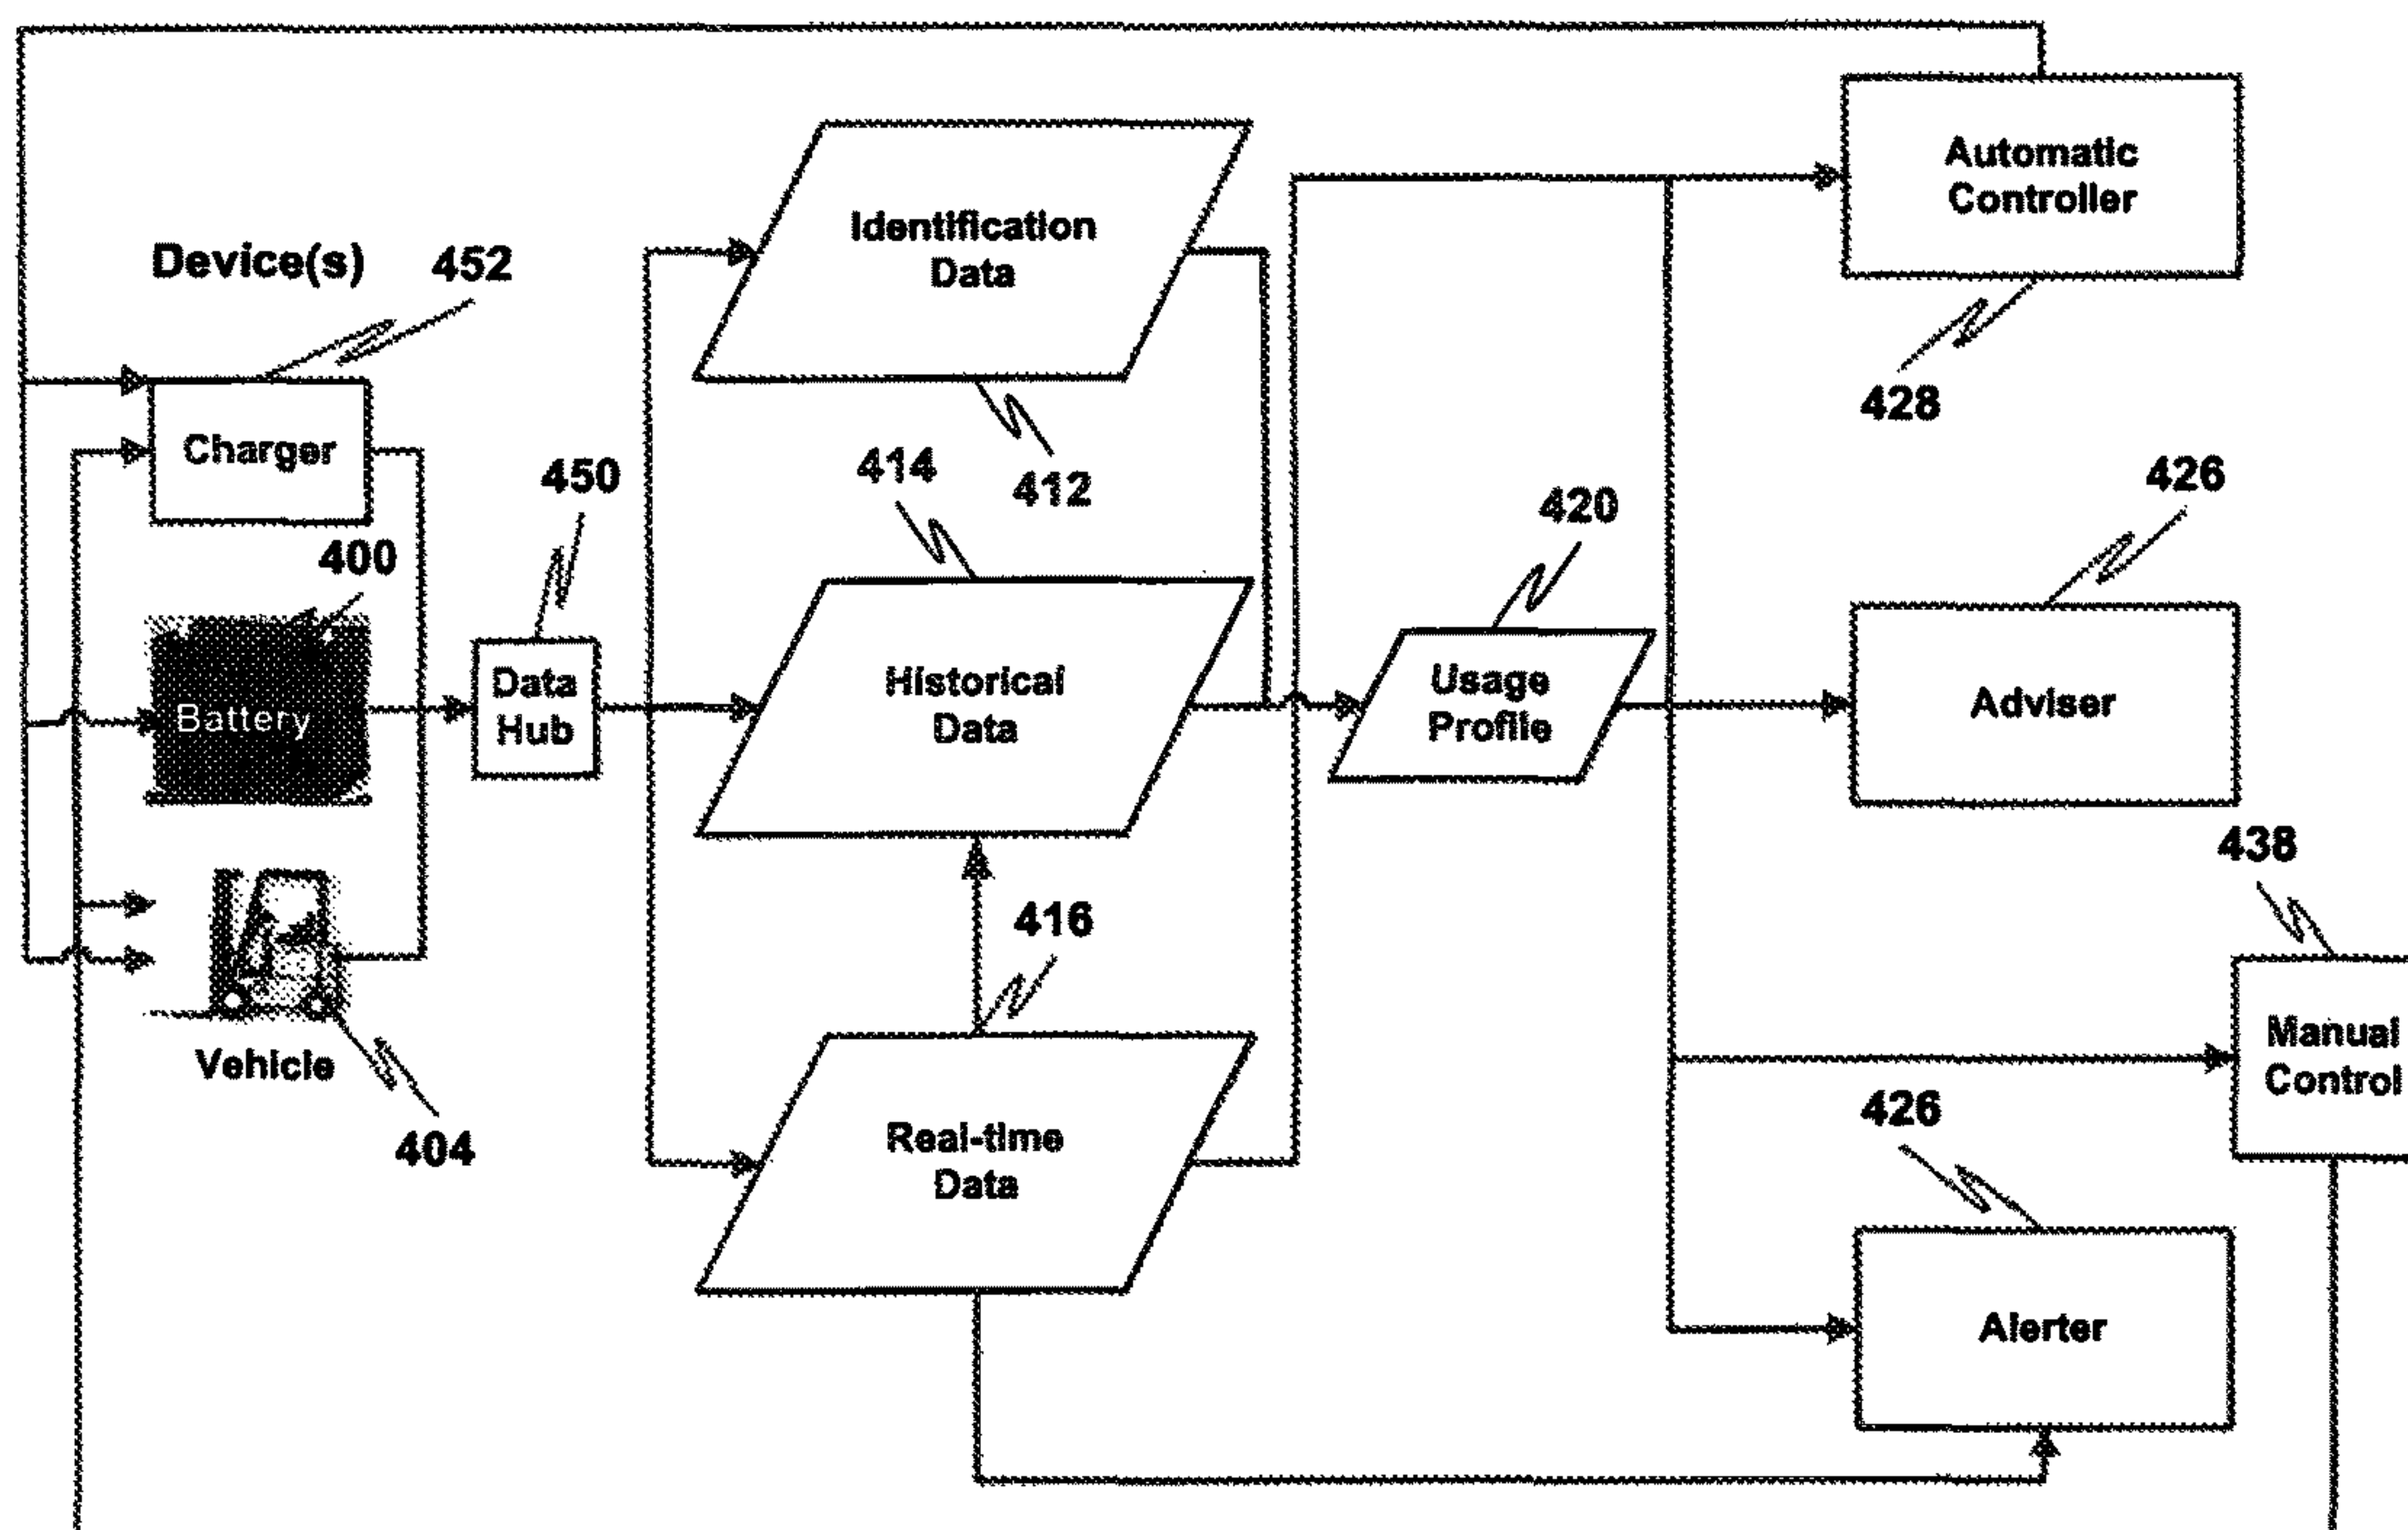 Device(s)
452
Charger
400
Battery
Vehicle
404
450
Data
Hub
Identification
Data
412
414
Historical
Data
416
Real-time
Data
420
Usage
Profile
Automatic
Controller
428
426
Adviser
438
Manual
Control
426
Alerter